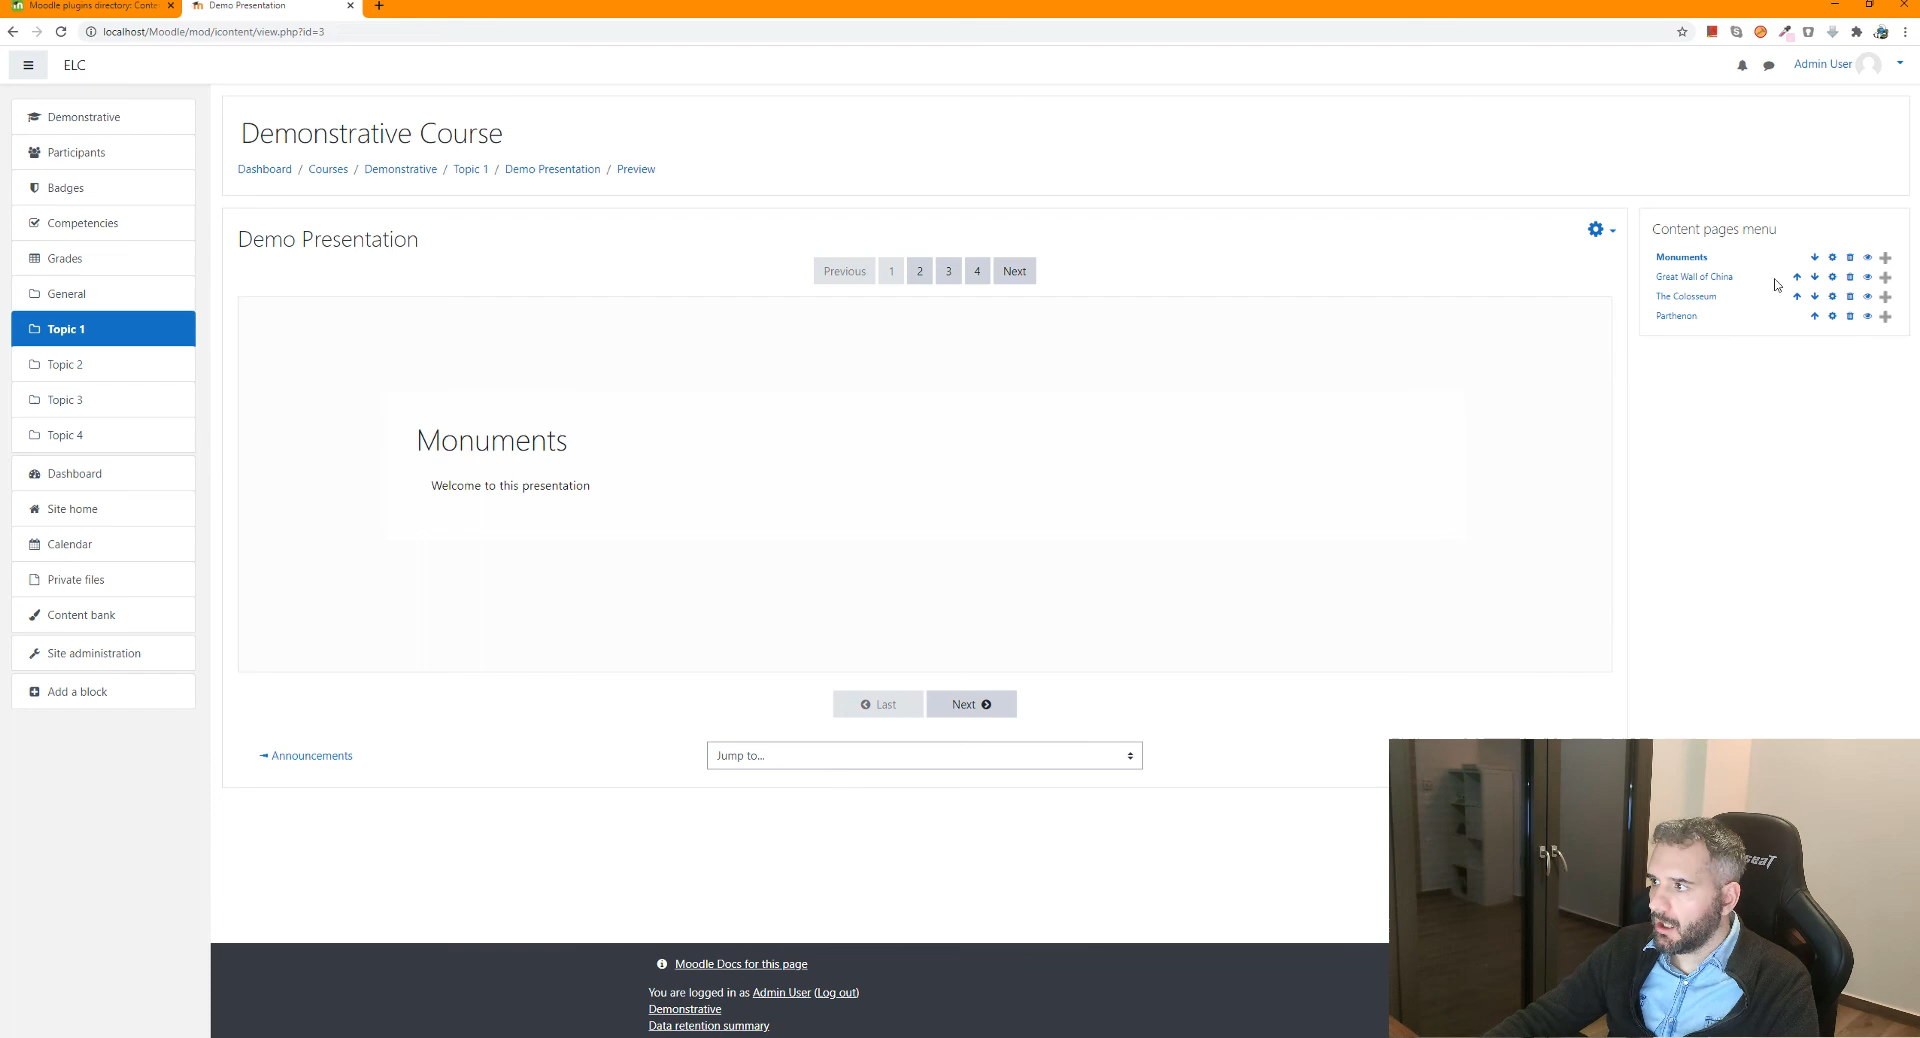 Moodle plugins directory: Conte
Demo Presentation
localhost/Moodle/mod/icontent/view.php?id=3
ELC
Admin User
Demonstrative
Participants
Badges
Competencies
Grades
General
Topic 1
Topic 2
Topic 3
Topic 4
Dashboard
Site home
Calendar
Private files
Content bank
Site administration
Add a block
Demonstrative Course
Dashboard / Courses / Demonstrative / Topic 1 / Demo Presentation / Preview
Demo Presentation
Previous 1 2 3 4 Next
Monuments
Welcome to this presentation
Last Next
Announcements
Jump to...
Content pages menu
Monuments
Great Wall of China
The Colosseum
Parthenon
Moodle Docs for this page
You are logged in as Admin User (Log out)
Demonstrative
Data retention summary